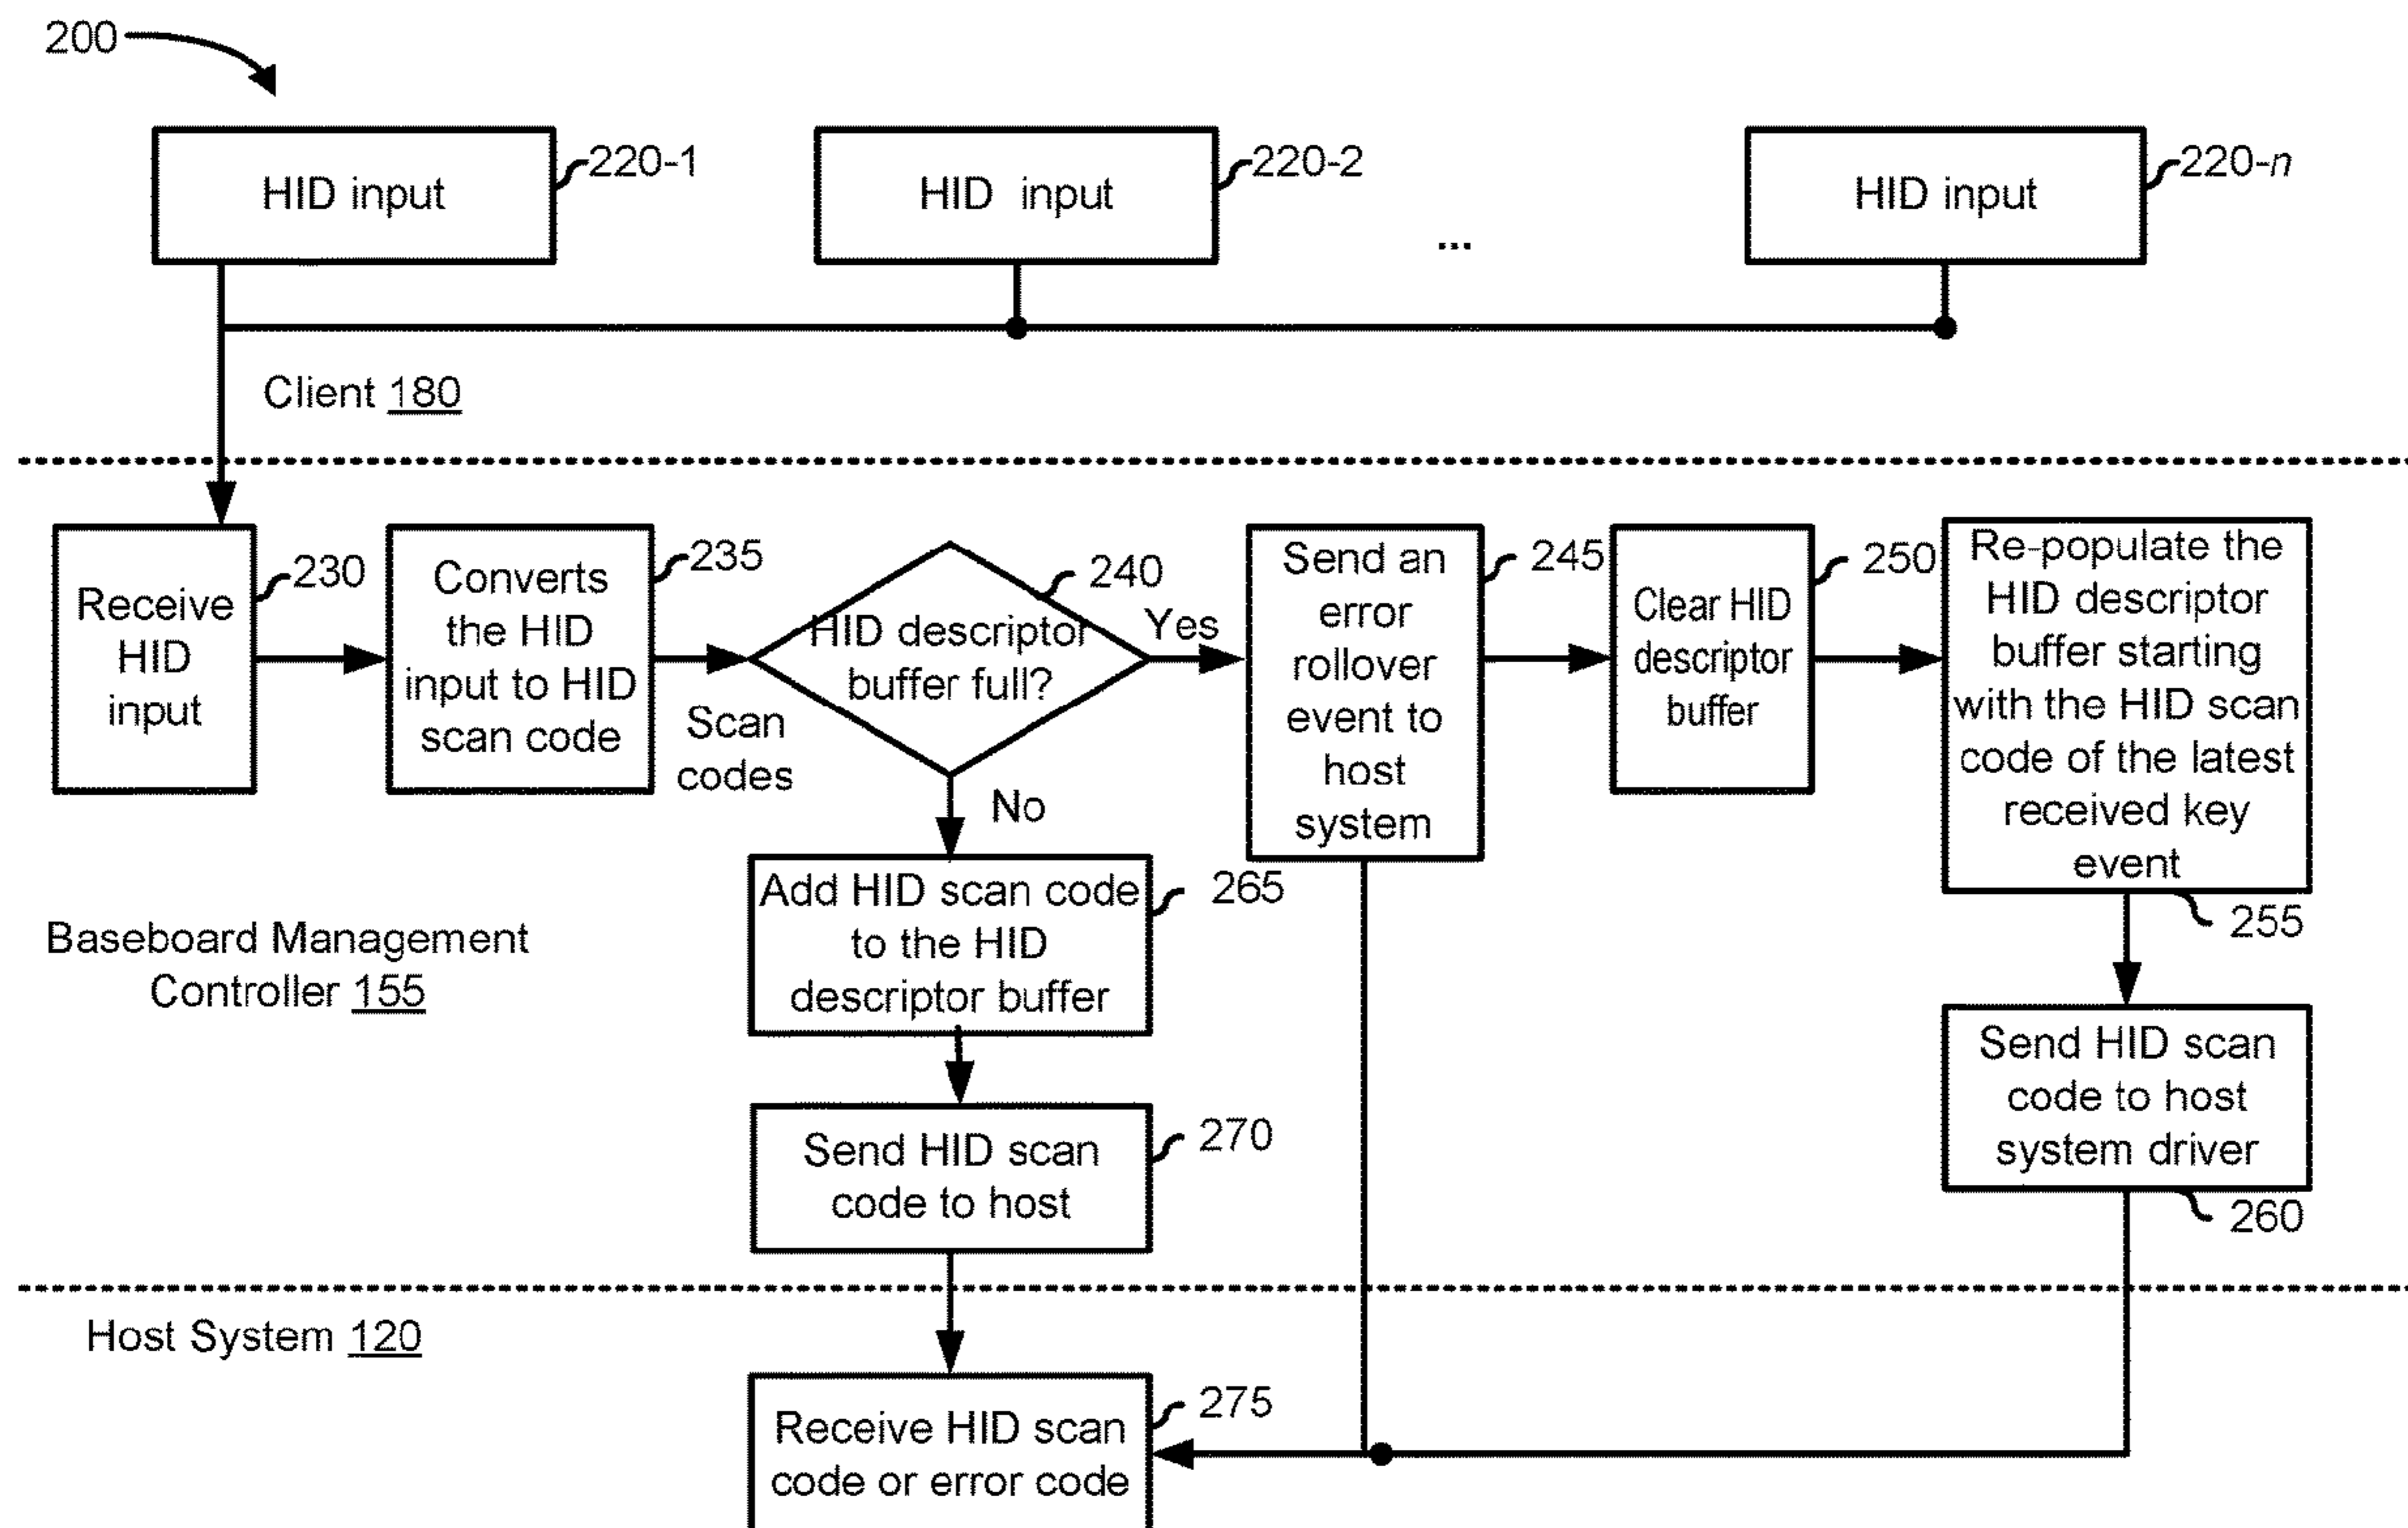 200
HID input
220-1
HID input
220-2
...
HID input
220-n
Client 180
Receive
HID
input
230
Converts
the HID
input to HID
scan code
235
Scan
codes
HID descriptor
buffer full?
240
Yes
No
Send an
error
rollover
event to
host
system
245
Clear HID
descriptor
buffer
250
Re-populate the
HID descriptor
buffer starting
with the HID scan
code of the latest
received key
event
255
Add HID scan code
to the HID
descriptor buffer
265
Baseboard Management
Controller 155
Send HID scan
code to host
system driver
260
Send HID scan
code to host
270
Host System 120
Receive HID scan
code or error code
275